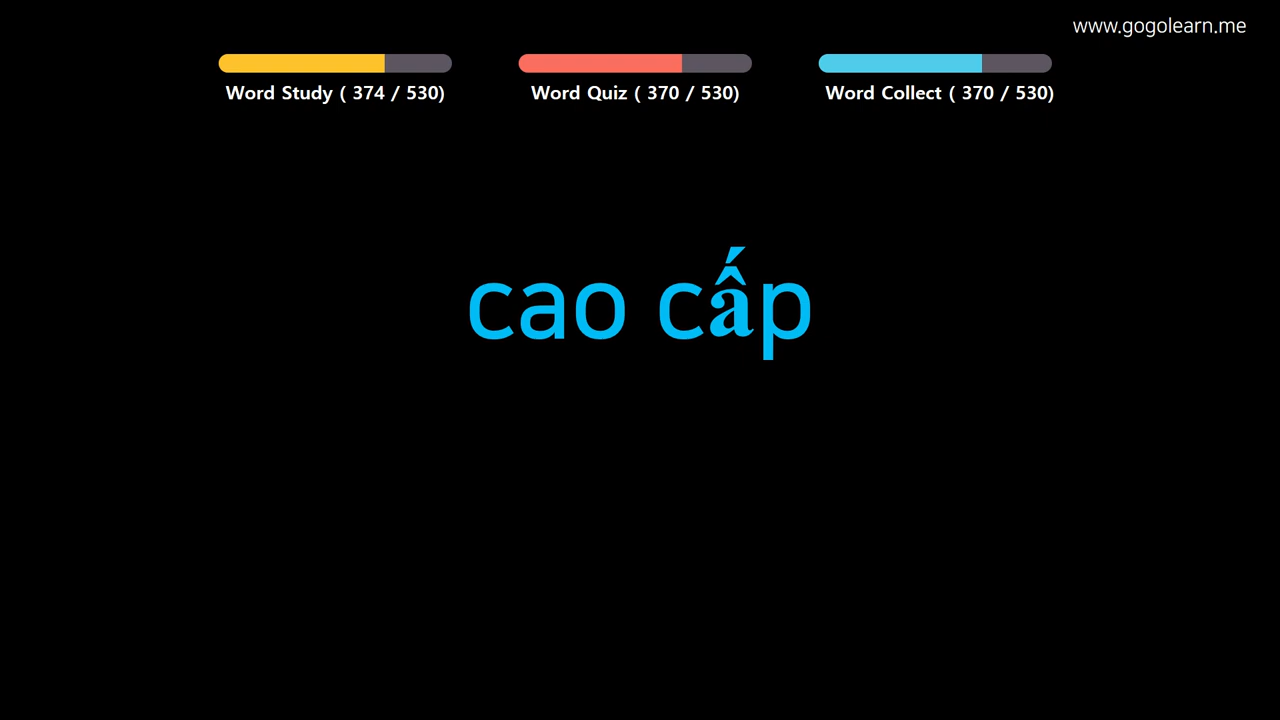 www.gogolearn.me
Word Study ( 374 / 530)
Word Quiz ( 370 / 530)
Word Collect ( 370 / 530)
cao cấp